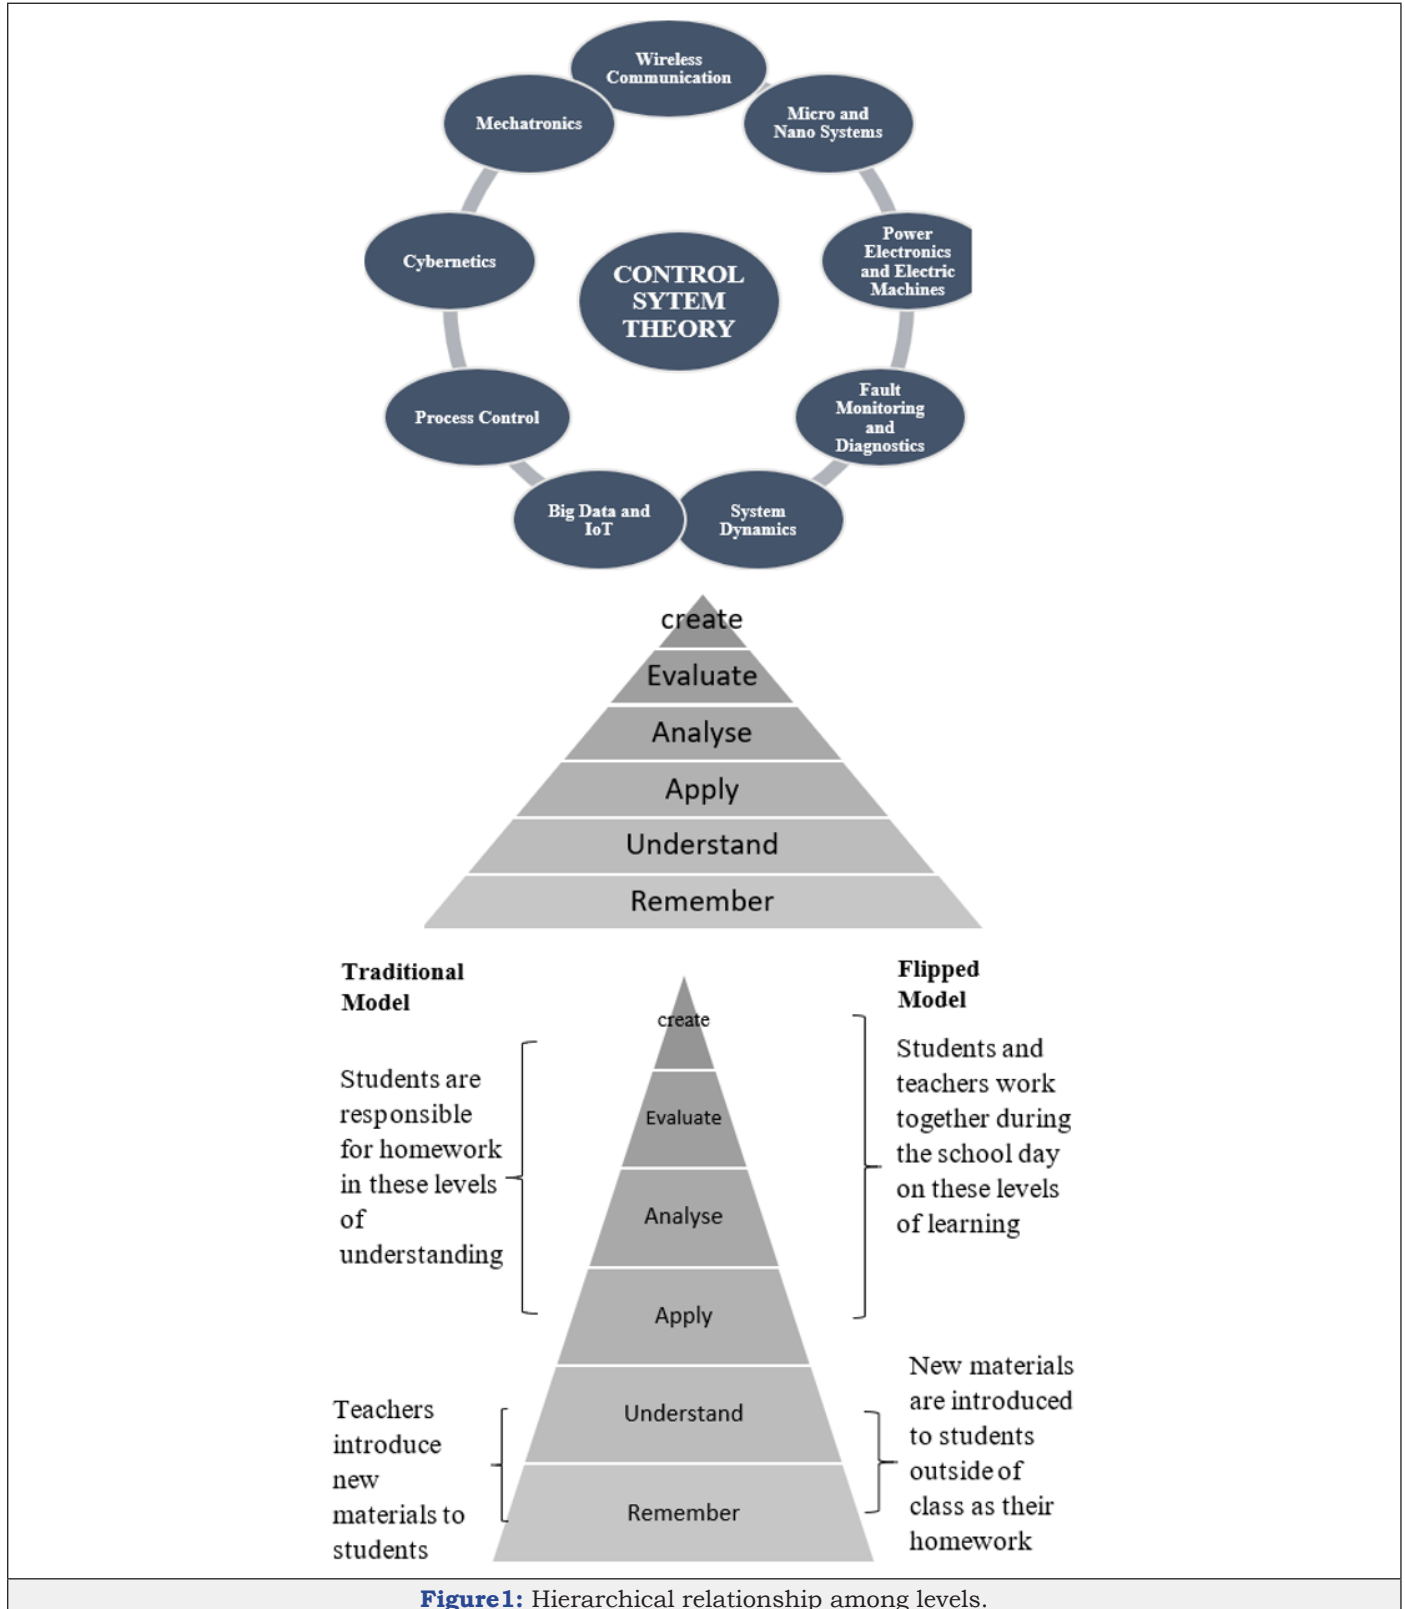 Wireless
Communication
Mechatronics
Micro and
Nano Systems
Cybernetics
CONTROL
SYTEM
THEORY
Power
Electronics
and Electric
Machines
Process Control
Fault
Monitoring
and
Diagnostics
Big Data and
IoT
System
Dynamics
create
Evaluate
Analyse
Apply
Understand
Remember
Traditional
Model
Students are
responsible
for homework
in these levels
of
understanding
Teachers
introduce
new
materials to
students
create
Evaluate
Analyse
Apply
Understand
Remember
Flipped
Model
Students and
teachers work
together during
the school day
on these levels
of learning
New materials
are introduced
to students
outside of
class as their
homework
Figure1: Hierarchical relationship among levels.